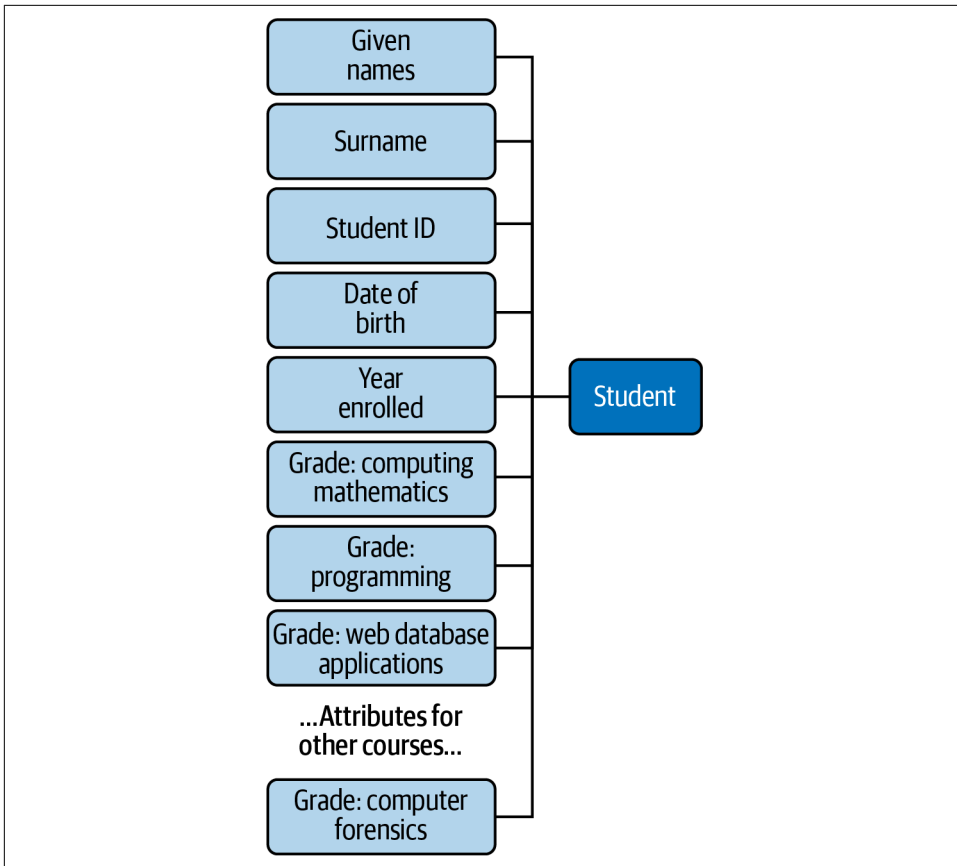 Given
names
Surname
Student ID
Date of
birth
Year
enrolled
Student
Grade: computing
mathematics
Grade:
programming
Grade: web database
applications
...Attributes for
other courses...
Grade: computer
forensics